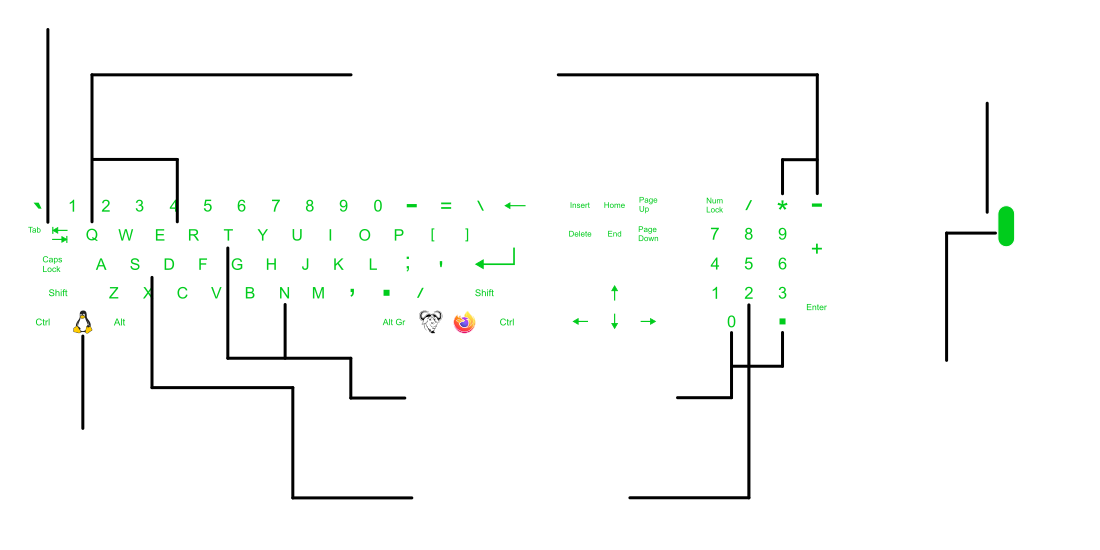 ` 1 2 3 4 5 6 7 8 9 0 - = \ ← Insert Home Page Up Num Lock / * -
Tab Q W E R T Y U I O P [ ] Delete End Page Down 7 8 9
+
Caps Lock A S D F G H J K L ; ' 4 5 6
Shift Z X C V B N M , . / Shift ↑ 1 2 3
Enter
Ctrl Alt Alt Gr Ctrl ← ↓ → 0 .